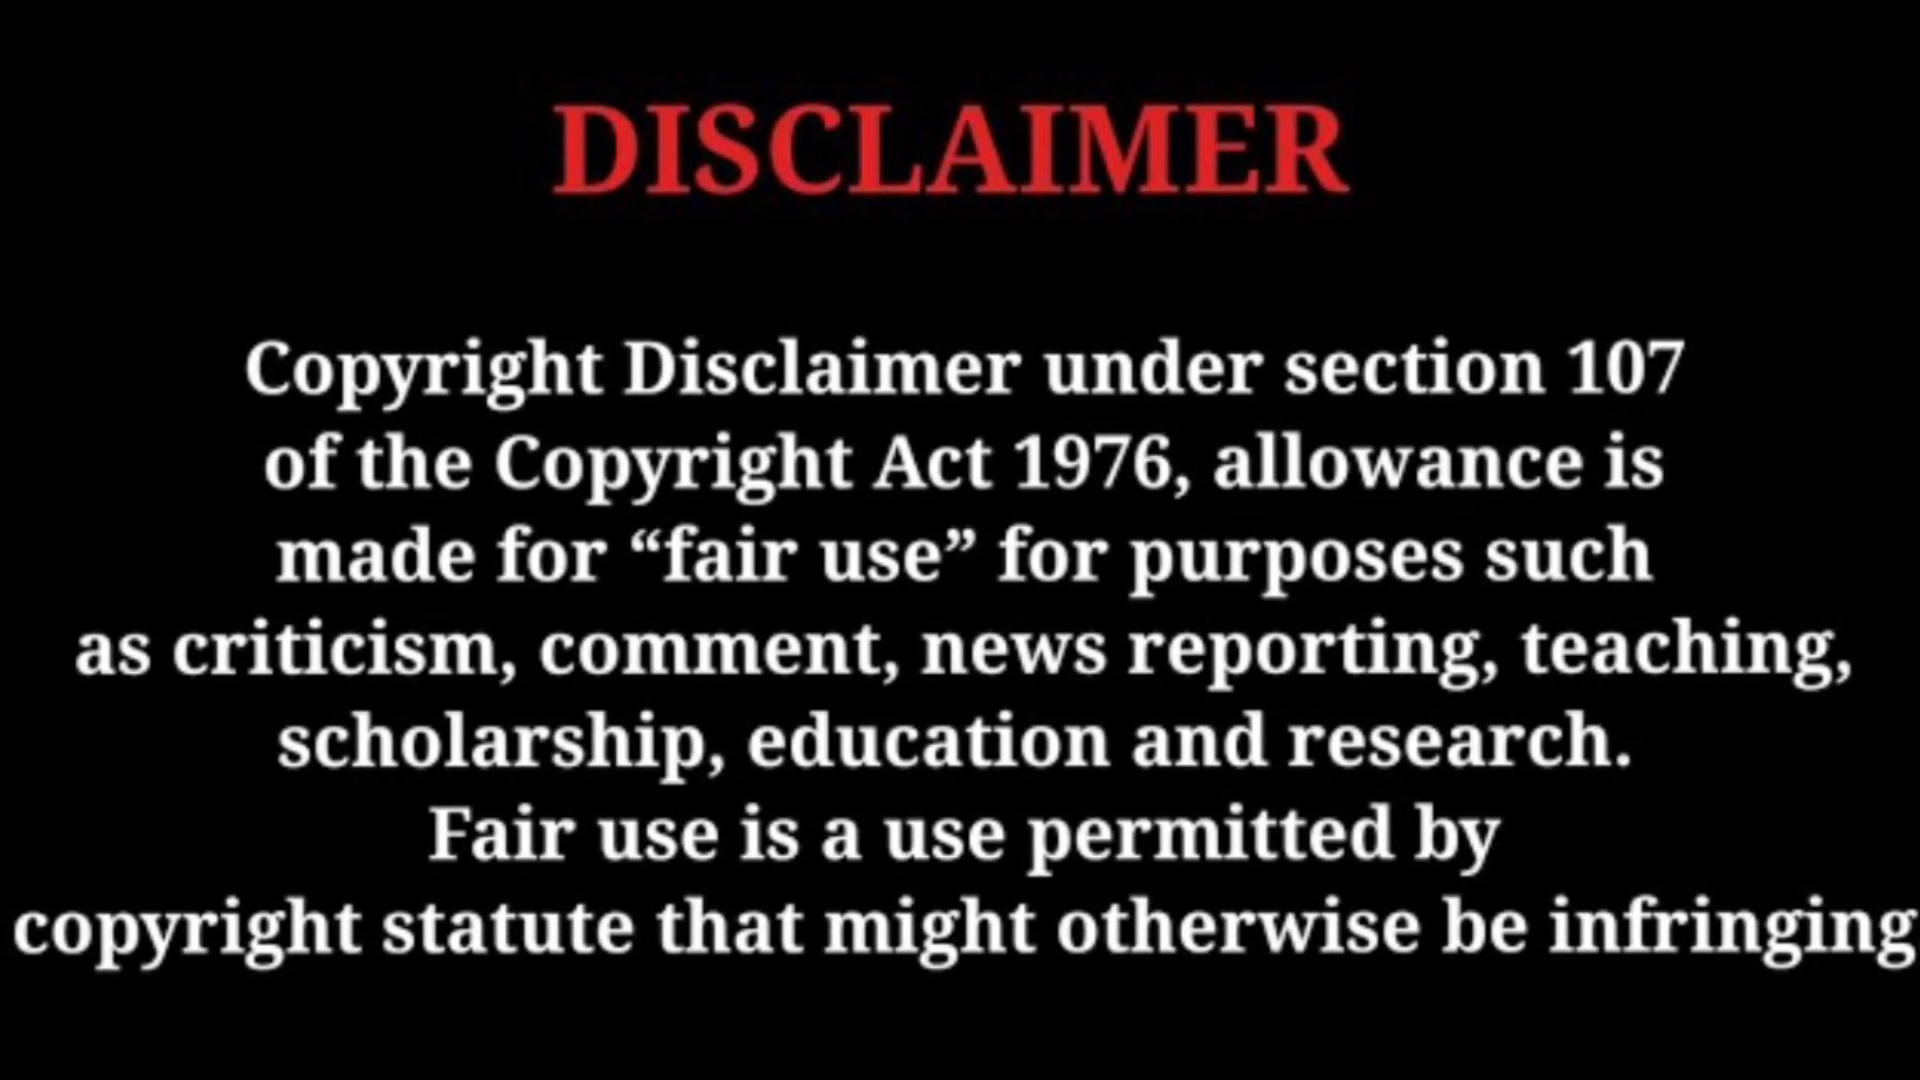 DISCLAIMER
Copyright Disclaimer under section 107
of the Copyright Act 1976, allowance is
made for “fair use” for purposes such
as criticism, comment, news reporting, teaching,
scholarship, education and research.
Fair use is a use permitted by
copyright statute that might otherwise be infringing